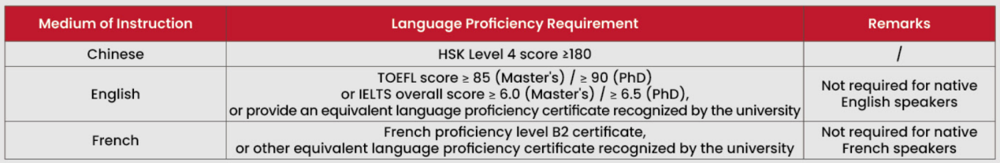 Medium of Instruction Language Proficiency Requirement Remarks
Chinese HSK Level 4 score ≥180 /
English
TOEFL score ≥ 85 (Master's) / ≥ 90 (PhD)
or IELTS overall score ≥ 6.0 (Master's) / ≥ 6.5 (PhD),
or provide an equivalent language proficiency certificate recognized by the university
Not required for native
English speakers
French
French proficiency level B2 certificate,
or other equivalent language proficiency certificate recognized by the university
Not required for native
French speakers